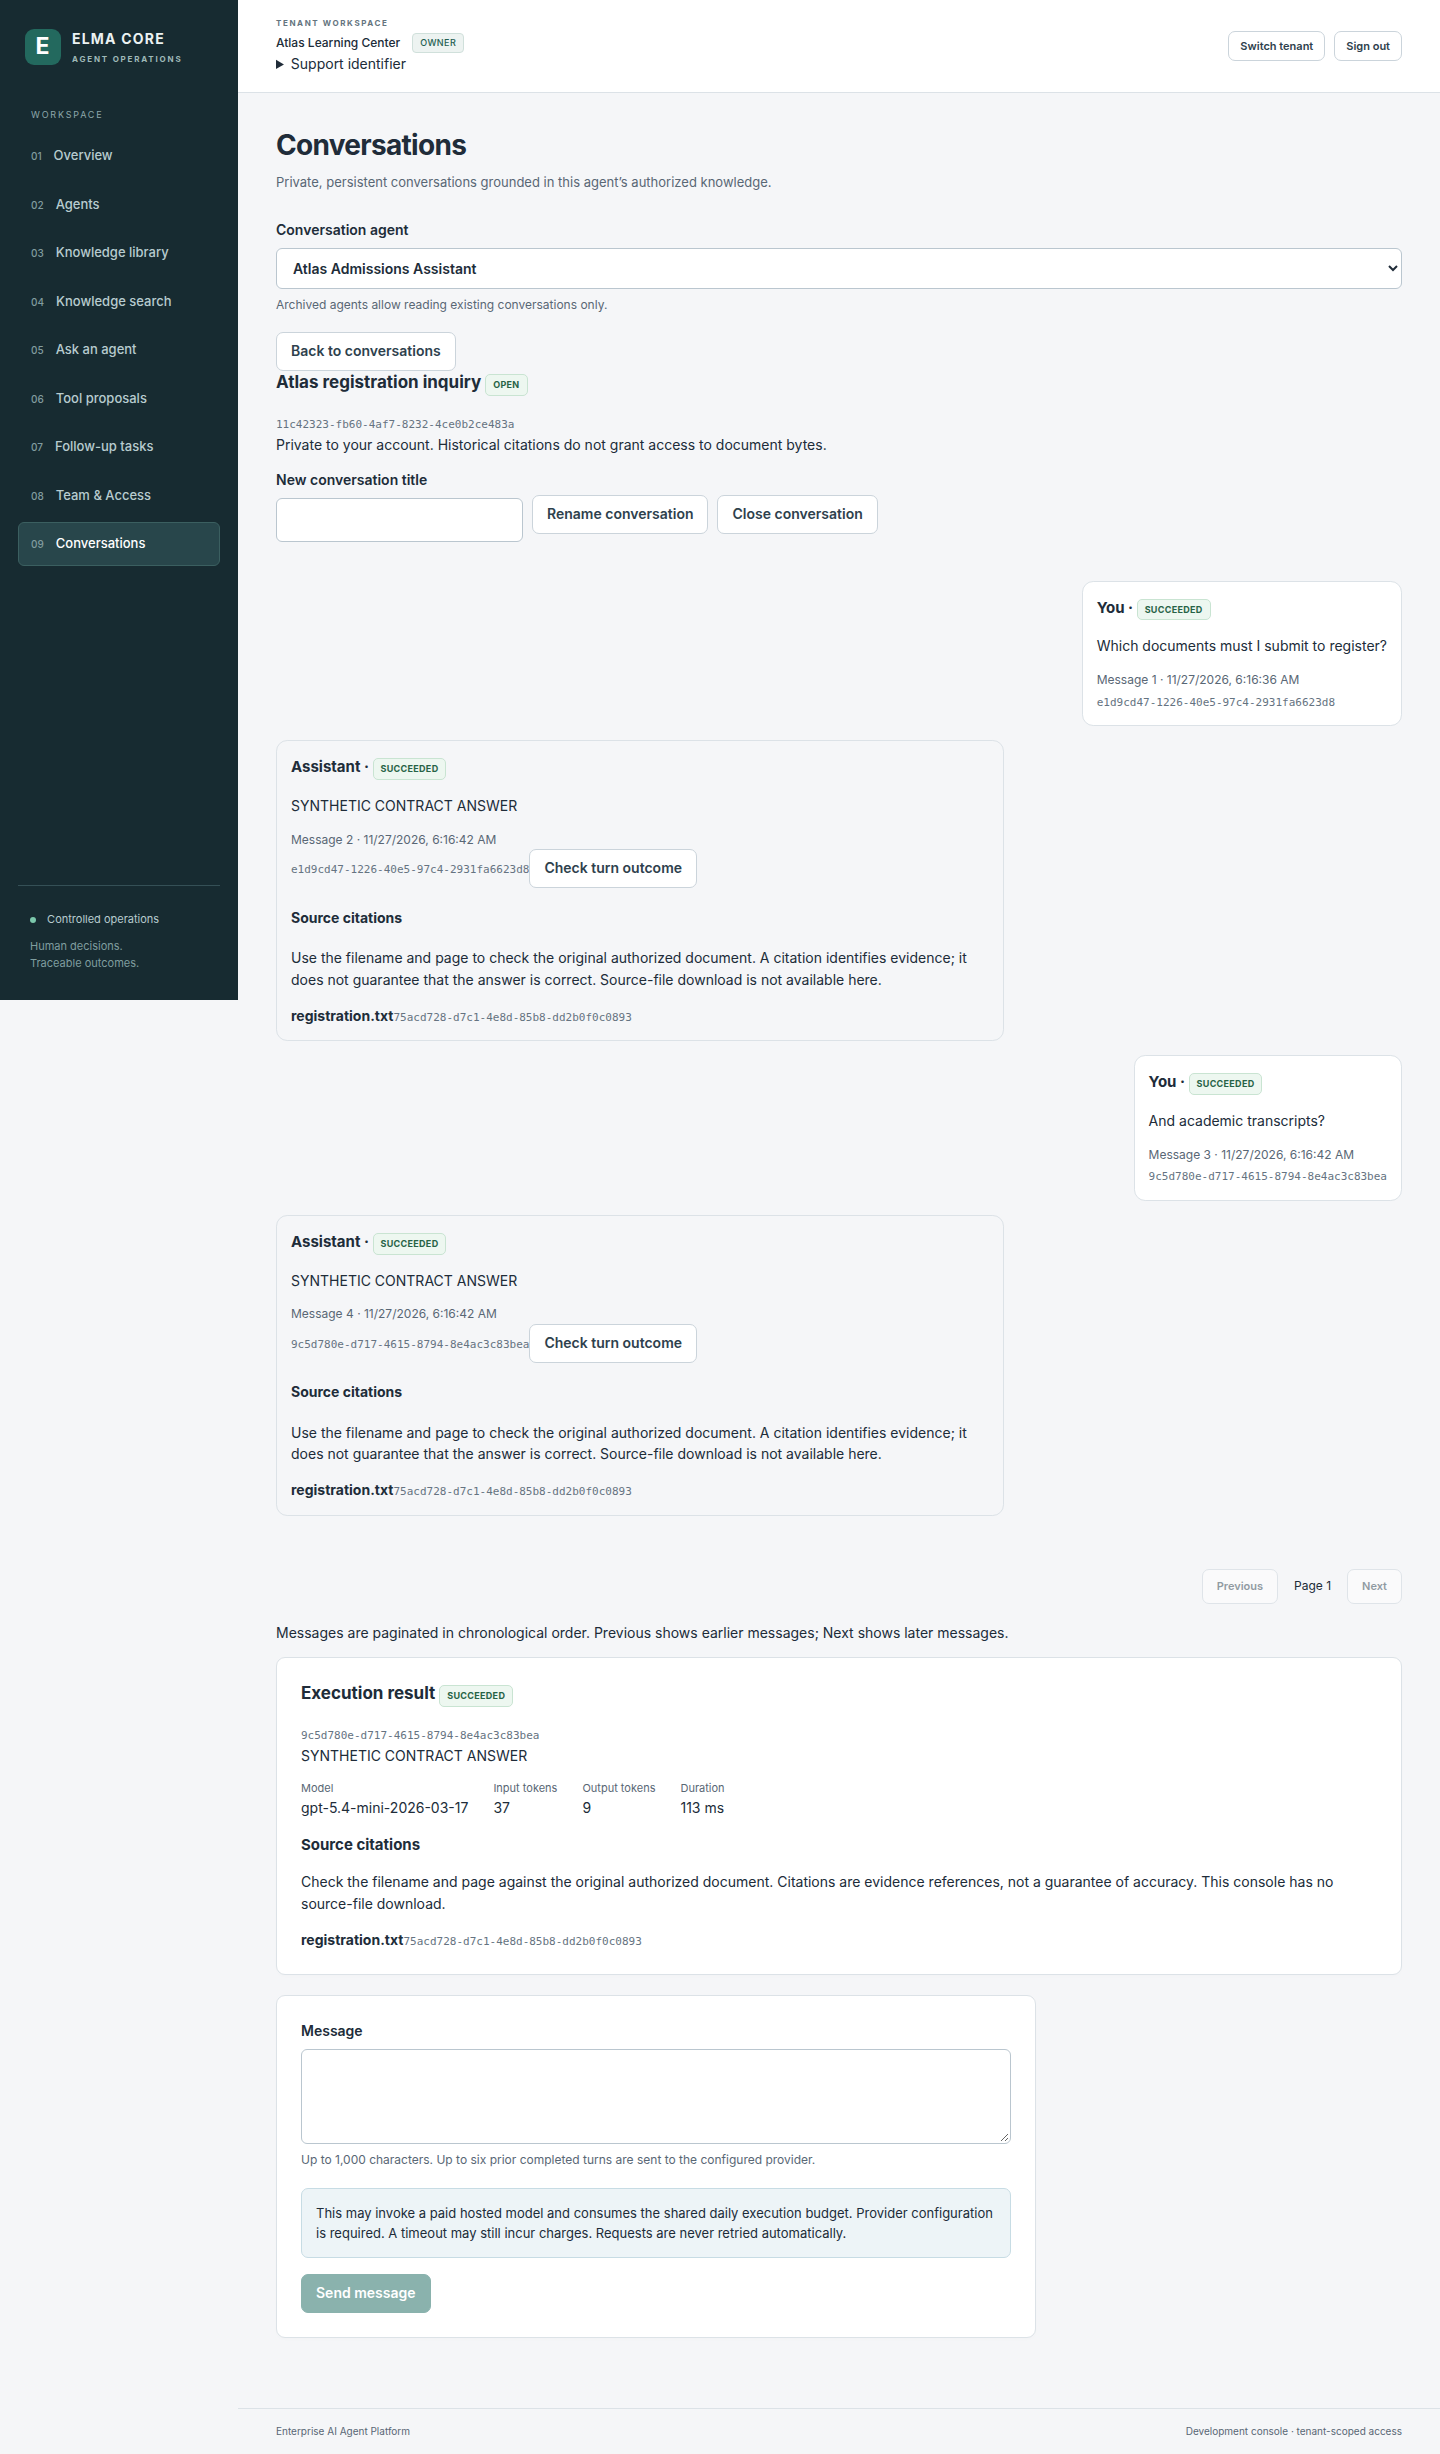 E
ELMA CORE
AGENT OPERATIONS
WORKSPACE
01 Overview
02 Agents
03 Knowledge library
04 Knowledge search
05 Ask an agent
06 Tool proposals
07 Follow-up tasks
08 Team & Access
09 Conversations
Controlled operations
Human decisions.
Traceable outcomes.
TENANT WORKSPACE
Atlas Learning Center OWNER
Support identifier
Switch tenant
Sign out
Conversations
Private, persistent conversations grounded in this agent's authorized knowledge.
Conversation agent
Atlas Admissions Assistant
Archived agents allow reading existing conversations only.
Back to conversations
Atlas registration inquiry OPEN
11c42323-fb60-4af7-8232-4ce0b2ce483a
Private to your account. Historical citations do not grant access to document bytes.
New conversation title
Rename conversation
Close conversation
You · SUCCEEDED
Which documents must I submit to register?
Message 1 · 11/27/2026, 6:16:36 AM
e1d9cd47-1226-40e5-97c4-2931fa6623d8
Assistant · SUCCEEDED
SYNTHETIC CONTRACT ANSWER
Message 2 · 11/27/2026, 6:16:42 AM
e1d9cd47-1226-40e5-97c4-2931fa6623d8 Check turn outcome
Source citations
Use the filename and page to check the original authorized document. A citation identifies evidence; it
does not guarantee that the answer is correct. Source-file download is not available here.
registration.txt75acd728-d7c1-4e8d-85b8-dd2b0f0c0893
You · SUCCEEDED
And academic transcripts?
Message 3 · 11/27/2026, 6:16:42 AM
9c5d780e-d717-4615-8794-8e4ac3c83bea
Assistant · SUCCEEDED
SYNTHETIC CONTRACT ANSWER
Message 4 · 11/27/2026, 6:16:42 AM
9c5d780e-d717-4615-8794-8e4ac3c83bea Check turn outcome
Source citations
Use the filename and page to check the original authorized document. A citation identifies evidence; it
does not guarantee that the answer is correct. Source-file download is not available here.
registration.txt75acd728-d7c1-4e8d-85b8-dd2b0f0c0893
Previous Page 1 Next
Messages are paginated in chronological order. Previous shows earlier messages; Next shows later messages.
Execution result SUCCEEDED
9c5d780e-d717-4615-8794-8e4ac3c83bea
SYNTHETIC CONTRACT ANSWER
Model Input tokens Output tokens Duration
gpt-5.4-mini-2026-03-17 37 9 113 ms
Source citations
Check the filename and page against the original authorized document. Citations are evidence references, not a guarantee of accuracy. This console has no
source-file download.
registration.txt75acd728-d7c1-4e8d-85b8-dd2b0f0c0893
Message
Up to 1,000 characters. Up to six prior completed turns are sent to the configured provider.
This may invoke a paid hosted model and consumes the shared daily execution budget. Provider configuration
is required. A timeout may still incur charges. Requests are never retried automatically.
Send message
Enterprise AI Agent Platform
Development console · tenant-scoped access